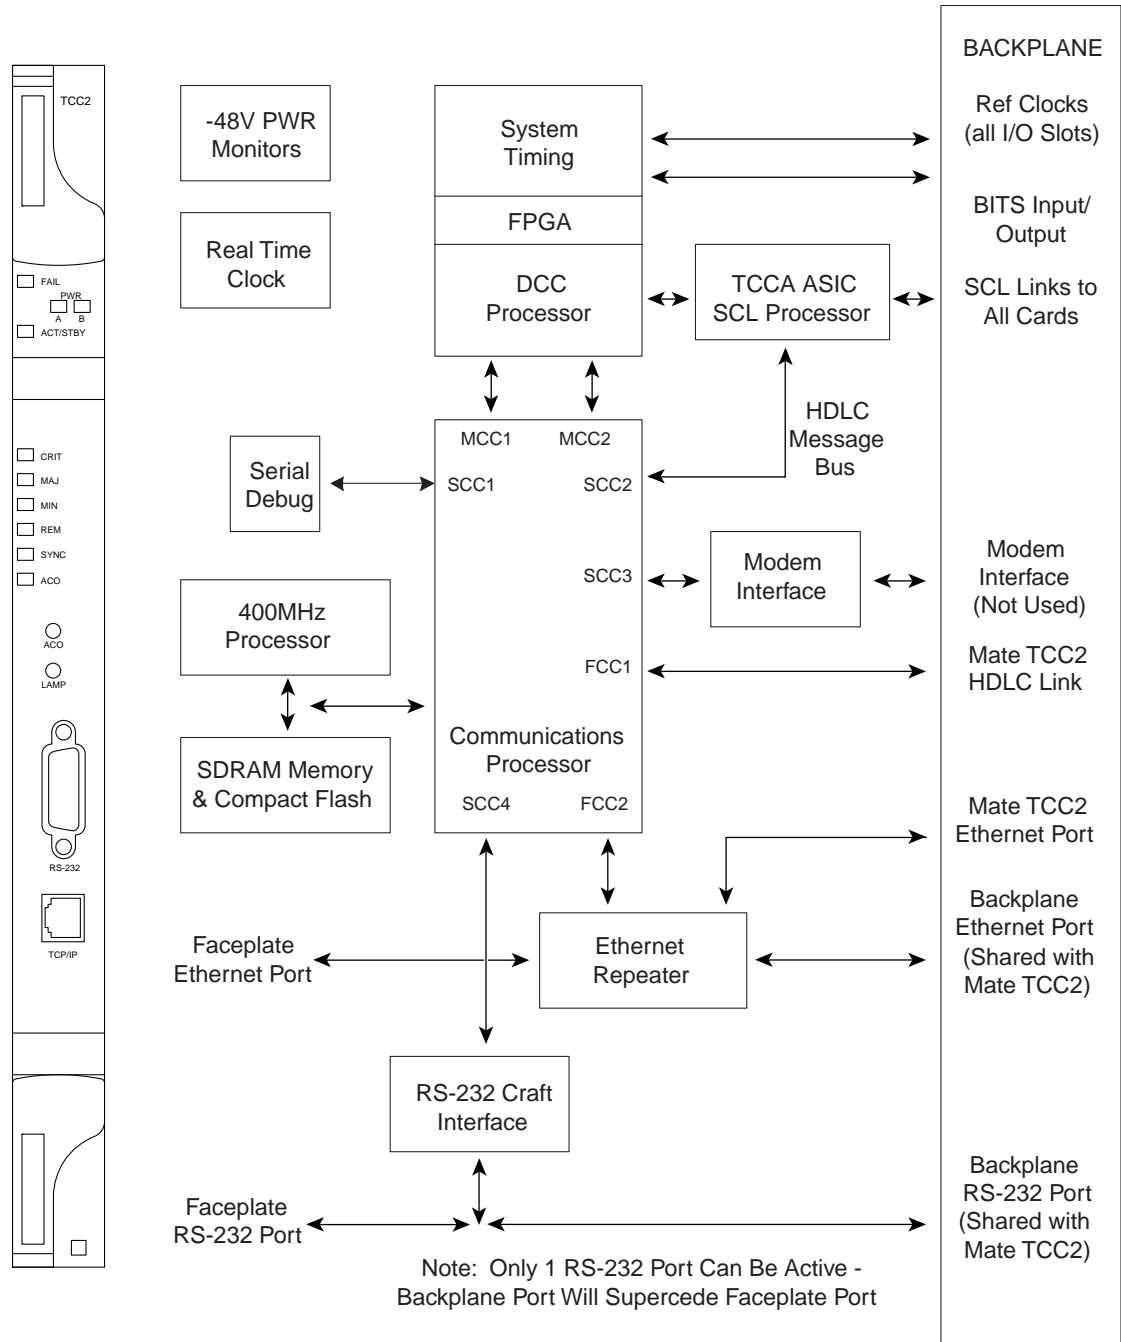 TCC2
FAIL
PWR
A B
ACT/STBY
CRIT
MAJ
MIN
REM
SYNC
ACO
ACO
LAMP
RS-232
TCP/IP
-48V PWR
Monitors
Real Time
Clock
System
Timing
FPGA
DCC
Processor
TCCA ASIC
SCL Processor
HDLC
Message
Bus
Serial
Debug
MCC1
MCC2
SCC1
SCC2
SCC3
FCC1
Communications
Processor
SCC4
FCC2
Modem
Interface
400MHz
Processor
SDRAM Memory
& Compact Flash
Faceplate
Ethernet Port
Ethernet
Repeater
RS-232 Craft
Interface
Faceplate
RS-232 Port
Note: Only 1 RS-232 Port Can Be Active -
Backplane Port Will Supercede Faceplate Port
BACKPLANE
Ref Clocks
(all I/O Slots)
BITS Input/
Output
SCL Links to
All Cards
Modem
Interface
(Not Used)
Mate TCC2
HDLC Link
Mate TCC2
Ethernet Port
Backplane
Ethernet Port
(Shared with
Mate TCC2)
Backplane
RS-232 Port
(Shared with
Mate TCC2)